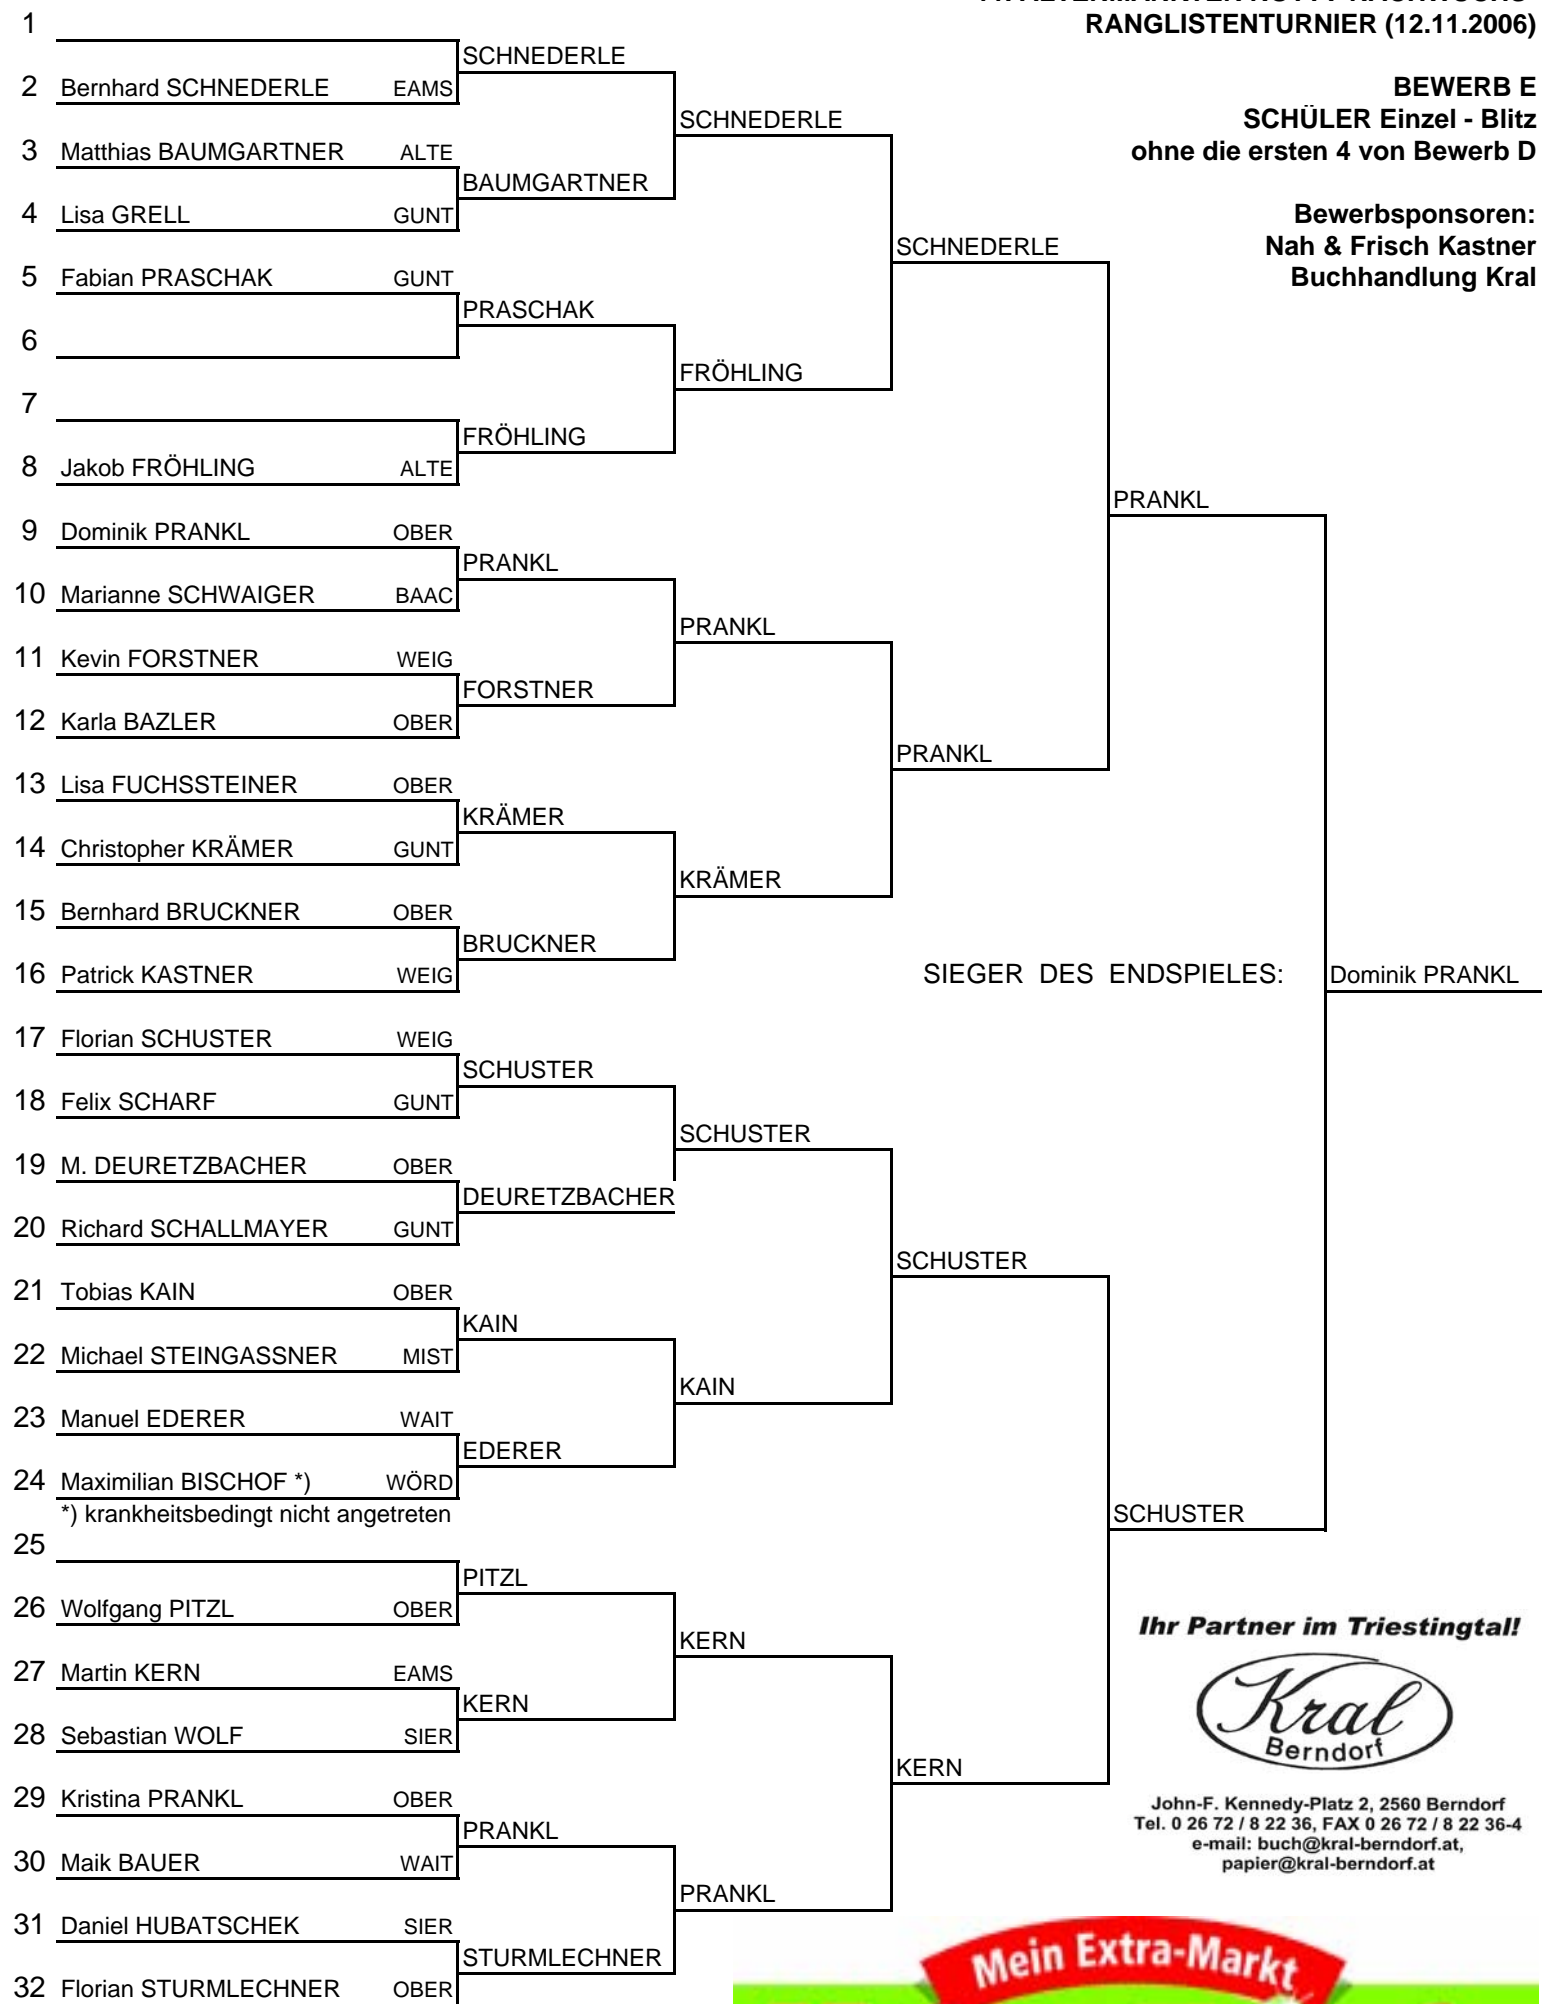 RANGLISTENTURNIER (12.11.2006)
BEWERB E
SCHÜLER Einzel - Blitz
ohne die ersten 4 von Bewerb D
Bewerbsponsoren:
Nah & Frisch Kastner
Buchhandlung Kral
1
2 Bernhard SCHNEDERLE EAMS
3 Matthias BAUMGARTNER ALTE
4 Lisa GRELL GUNT
5 Fabian PRASCHAK GUNT
6
7
8 Jakob FRÖHLING ALTE
9 Dominik PRANKL OBER
10 Marianne SCHWAIGER BAAC
11 Kevin FORSTNER WEIG
12 Karla BAZLER OBER
13 Lisa FUCHSSTEINER OBER
14 Christopher KRÄMER GUNT
15 Bernhard BRUCKNER OBER
16 Patrick KASTNER WEIG
17 Florian SCHUSTER WEIG
18 Felix SCHARF GUNT
19 M. DEURETZBACHER OBER
20 Richard SCHALLMAYER GUNT
21 Tobias KAIN OBER
22 Michael STEINGASSNER MIST
23 Manuel EDERER WAIT
24 Maximilian BISCHOF *) WÖRD
*) krankheitsbedingt nicht angetreten
25
26 Wolfgang PITZL OBER
27 Martin KERN EAMS
28 Sebastian WOLF SIER
29 Kristina PRANKL OBER
30 Maik BAUER WAIT
31 Daniel HUBATSCHEK SIER
32 Florian STURMLECHNER OBER
SCHNEDERLE
BAUMGARTNER
PRASCHAK
FRÖHLING
PRANKL
FORSTNER
KRÄMER
BRUCKNER
SCHUSTER
DEURETZBACHER
KAIN
EDERER
PITZL
KERN
PRANKL
STURMLECHNER
SCHNEDERLE
FRÖHLING
PRANKL
KRÄMER
SCHUSTER
KAIN
KERN
PRANKL
SCHNEDERLE
PRANKL
SCHUSTER
KERN
PRANKL
SCHUSTER
SIEGER DES ENDSPIELES: Dominik PRANKL
Ihr Partner im Triestingtal!
Kral
Berndorf
John-F. Kennedy-Platz 2, 2560 Berndorf
Tel. 0 26 72 / 8 22 36, FAX 0 26 72 / 8 22 36-4
e-mail: buch@kral-berndorf.at,
papier@kral-berndorf.at
Mein Extra-Markt